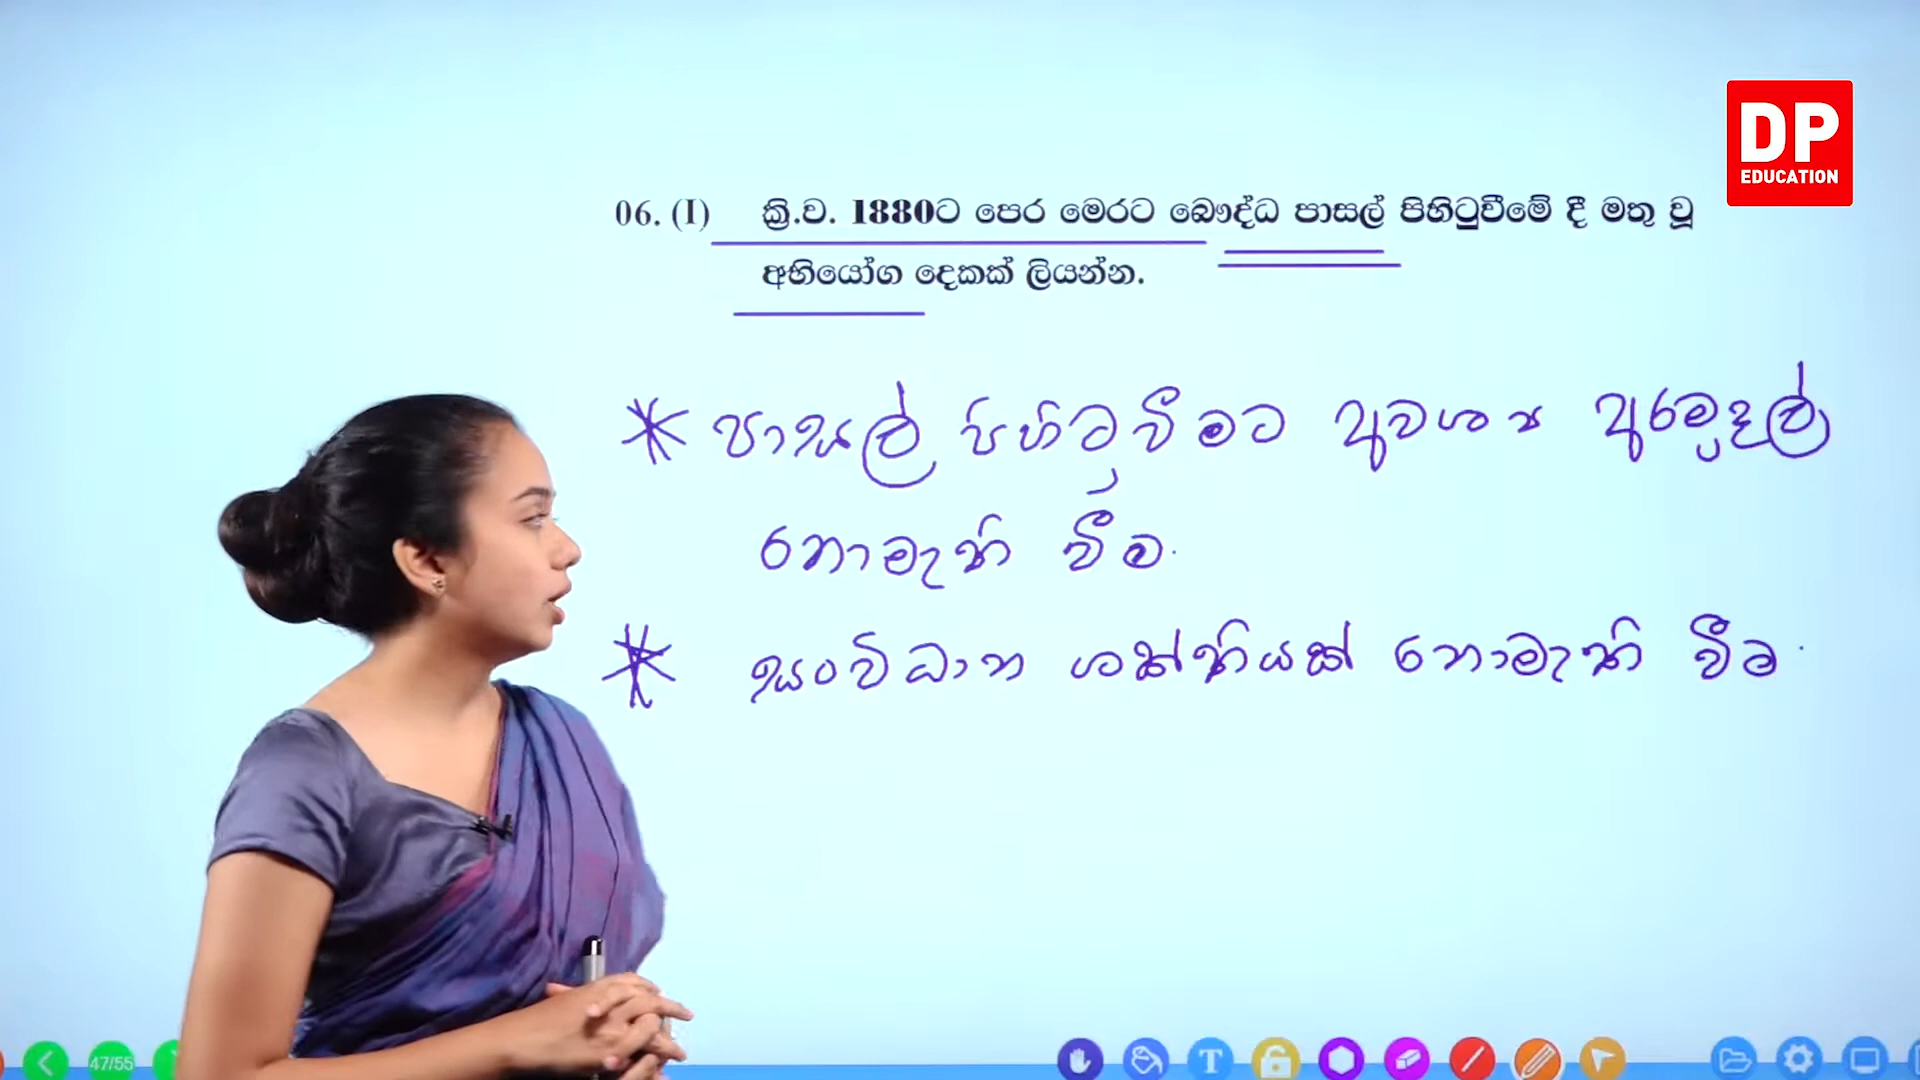 DP
EDUCATION
06. (I) ක්‍රි.ව. 1880ට පෙර මෙරට බෞද්ධ පාසල් පිහිටුවීමේ දී මතු වූ
අභියෝග දෙකක් ලියන්න.
* පාසල් පිහිටුවීමට අවශ්‍ය අරමුදල්
නොමැති වීම.
* සංවිධාන ශක්තියක් නොමැති වීම.
47/55
T